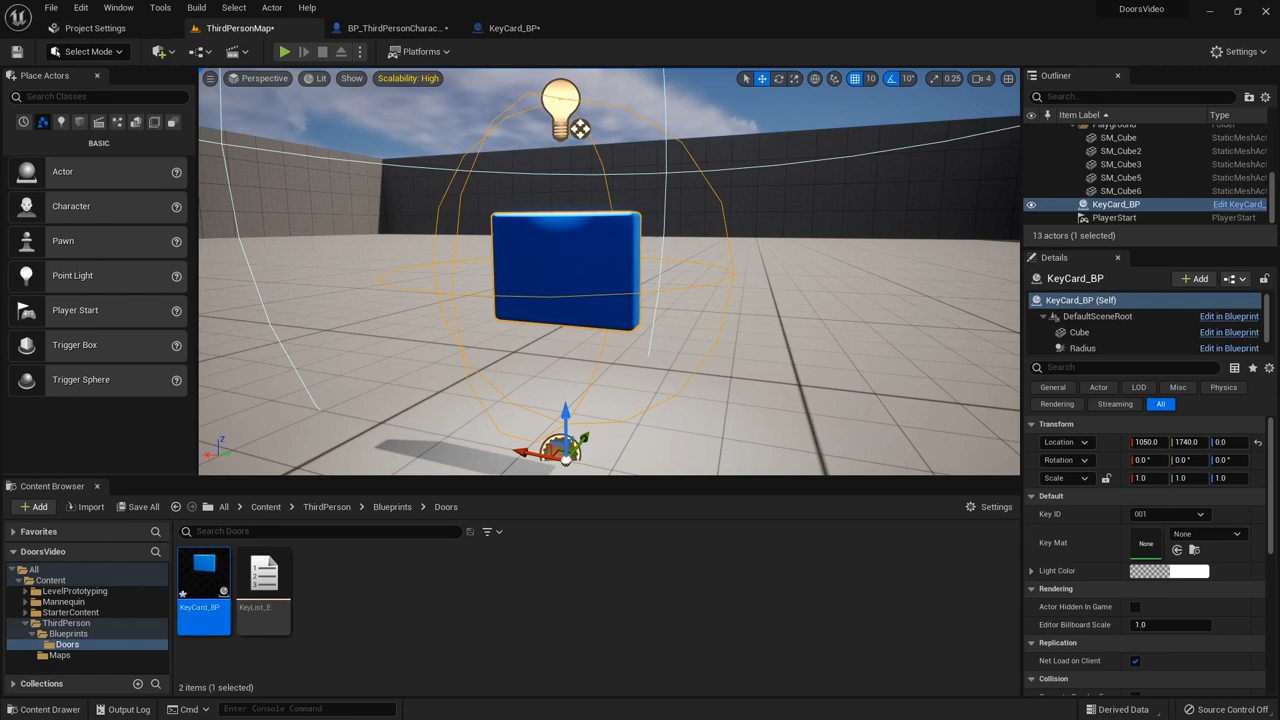 File Edit Window Tools Build Select Actor Help
DoorsVideo
Project Settings ThirdPersonMap* BP_ThirdPersonCharac...* KeyCard_BP*
Select Mode Platforms Settings
Place Actors
Search Classes
BASIC
Actor
Character
Pawn
Point Light
Player Start
Trigger Box
Trigger Sphere
Perspective Lit Show Scalability: High 10 10° 0.25 4
Z
X
Outliner
Search...
Item Label Type
Playground Folder
SM_Cube StaticMeshAct
SM_Cube2 StaticMeshAct
SM_Cube3 StaticMeshAct
SM_Cube5 StaticMeshAct
SM_Cube6 StaticMeshAct
KeyCard_BP Edit KeyCard_
PlayerStart PlayerStart
13 actors (1 selected)
Details
KeyCard_BP Add
KeyCard_BP (Self)
DefaultSceneRoot Edit in Blueprint
Cube Edit in Blueprint
Radius Edit in Blueprint
Search
General Actor LOD Misc Physics
Rendering Streaming All
Transform
Location 1050.0 1740.0 0.0
Rotation 0.0 ° 0.0 ° 0.0 °
Scale 1.0 1.0 1.0
Default
Key ID 001
Key Mat None None
Light Color
Rendering
Actor Hidden In Game
Editor Billboard Scale 1.0
Replication
Net Load on Client
Collision
Content Browser
Add Import Save All All Content ThirdPerson Blueprints Doors Settings
Favorites
DoorsVideo
All
Content
LevelPrototyping
Mannequin
StarterContent
ThirdPerson
Blueprints
Doors
Maps
Collections
Search Doors
KeyCard_BP KeyList_E
2 items (1 selected)
Content Drawer Output Log Cmd Enter Console Command Derived Data Source Control Off